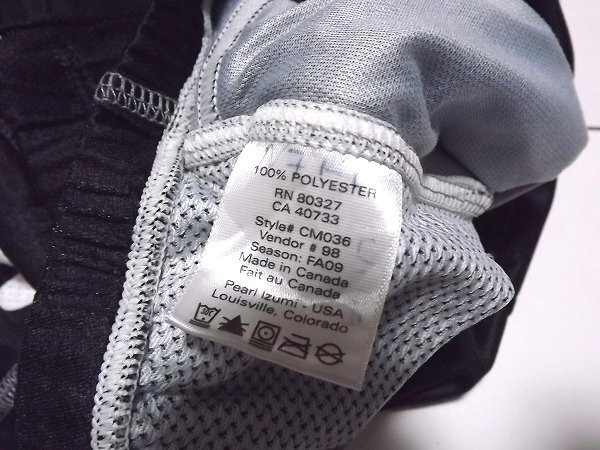 100% POLYESTER
RN 80327
CA 40733
Style# CM036
Vendor # 98
Season: FA09
Made in Canada
Fait au Canada
Pearl Izumi - USA
Louisville, Colorado